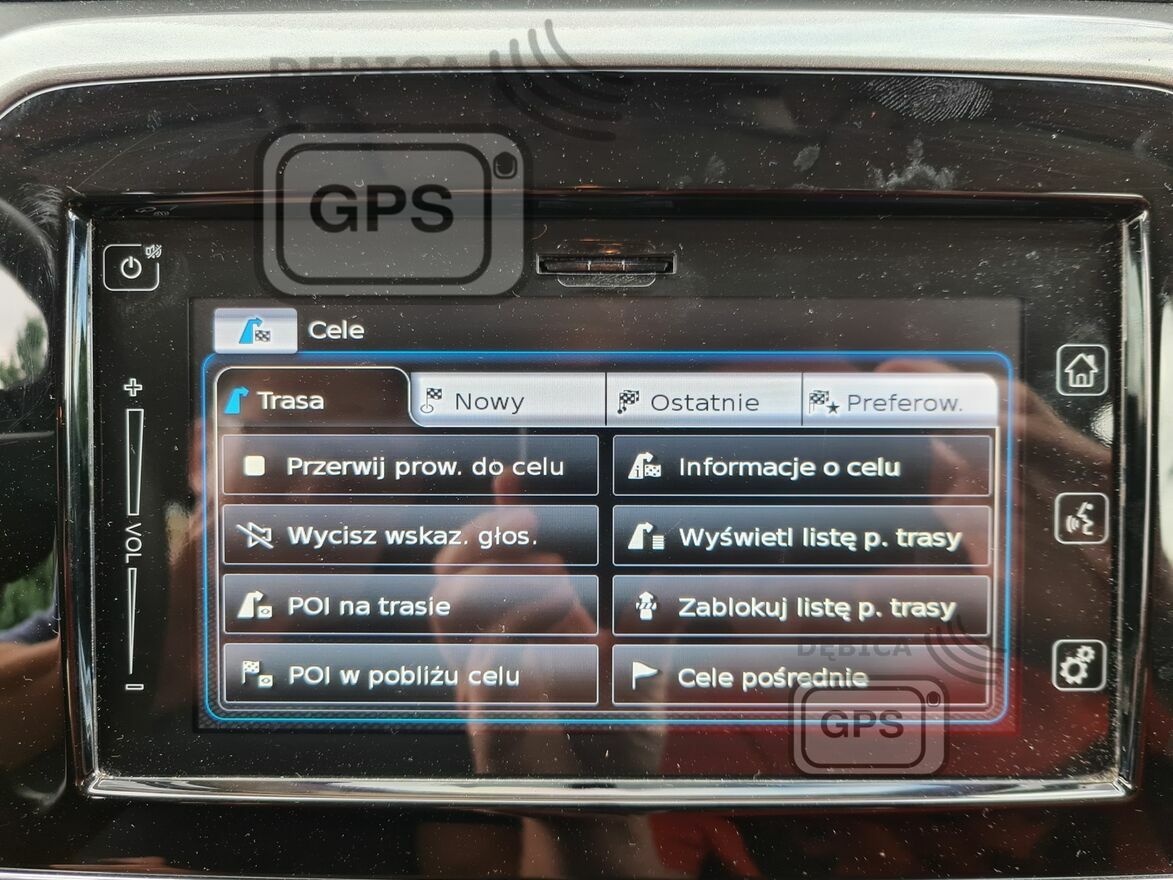 DĘBICA
GPS
Cele
Trasa
Nowy
Ostatnie
Preferow.
Przerwij prow. do celu
Informacje o celu
Wycisz wskaz. głos.
Wyświetl listę p. trasy
POI na trasie
Zablokuj listę p. trasy
POI w pobliżu celu
Cele pośrednie
+
VOL
-
DĘBICA
GPS